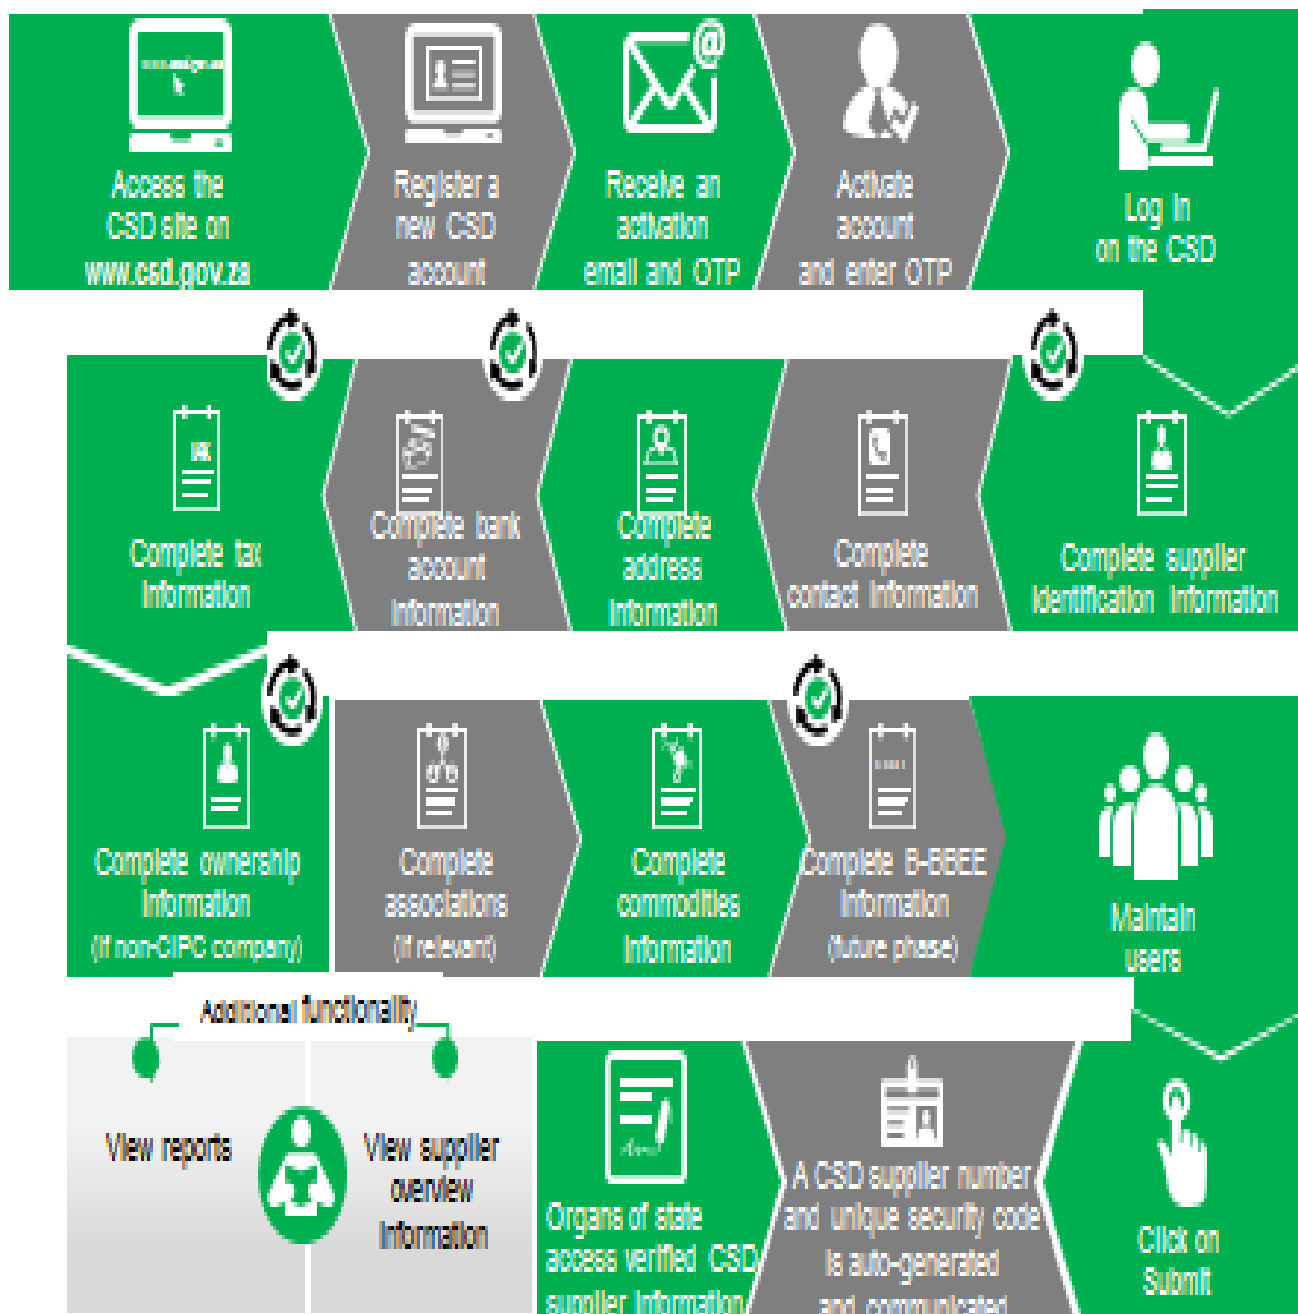 Access the
CSD site on
www.csd.gov.za
Register a
new CSD
account
Receive an
activation
email and OTP
Activate
account
and enter OTP
Log in
on the CSD
Complete tax
information
Complete bank
account
information
Complete
address
information
Complete
contact information
Complete supplier
identification information
Complete ownership
information
(if non-CIPC company)
Complete
associations
(if relevant)
Complete
commodities
information
Complete B-BBEE
information
(future phase)
Maintain
users
Additional functionality
View reports
View supplier
overview
information
Organs of state
access verified CSD
supplier information
A CSD supplier number
and unique security code
is auto-generated
and communicated
Click on
Submit